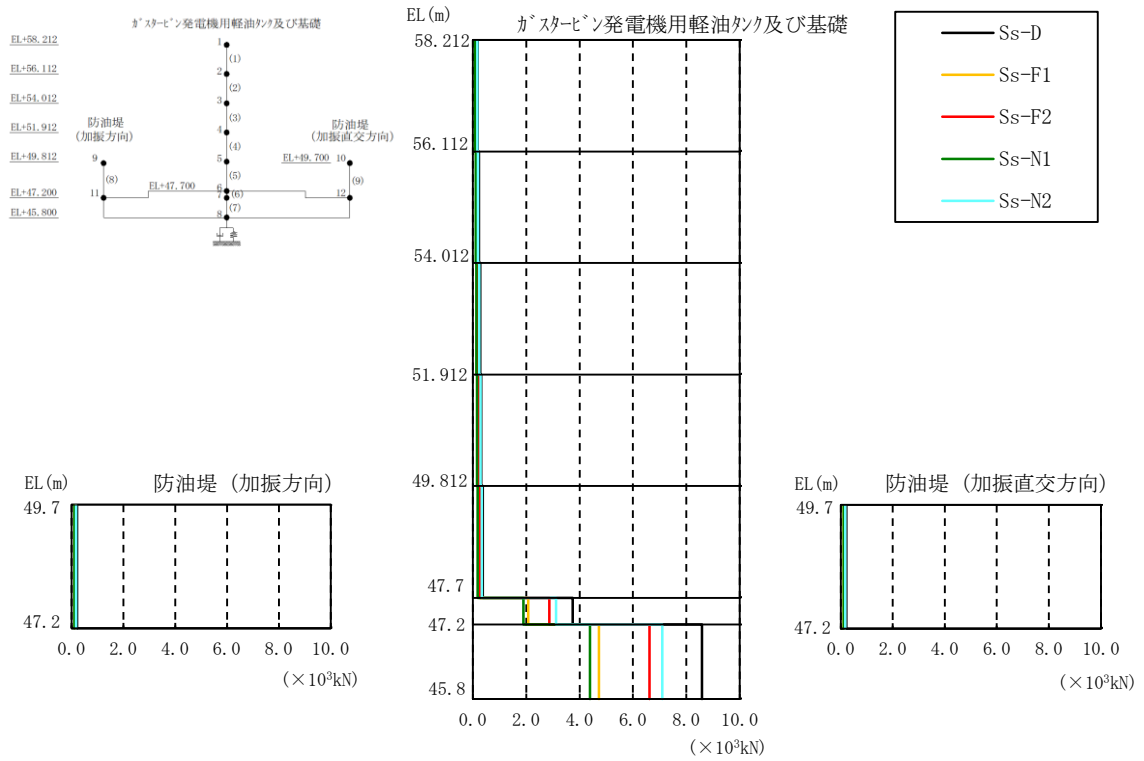 ｶﾞｽﾀｰﾋﾞﾝ発電機用軽油ﾀﾝｸ及び基礎
EL+58.212
EL+56.112
EL+54.012
EL+51.912
EL+49.812
EL+47.200
EL+45.800
1
(1)
2
(2)
3
(3)
4
(4)
5
(5)
6
7
(6)
(7)
8
防油堤
(加振方向)
9
(8)
11
EL+47.700
防油堤
(加振直交方向)
EL+49.700
10
(9)
12
EL(m)
ｶﾞｽﾀｰﾋﾞﾝ発電機用軽油ﾀﾝｸ及び基礎
58.212
56.112
54.012
51.912
49.812
47.7
47.2
45.8
0.0 2.0 4.0 6.0 8.0 10.0
(×10³kN)
Ss-D
Ss-F1
Ss-F2
Ss-N1
Ss-N2
EL(m)
防油堤 (加振方向)
49.7
47.2
0.0 2.0 4.0 6.0 8.0 10.0
(×10³kN)
EL(m)
防油堤 (加振直交方向)
49.7
47.2
0.0 2.0 4.0 6.0 8.0 10.0
(×10³kN)